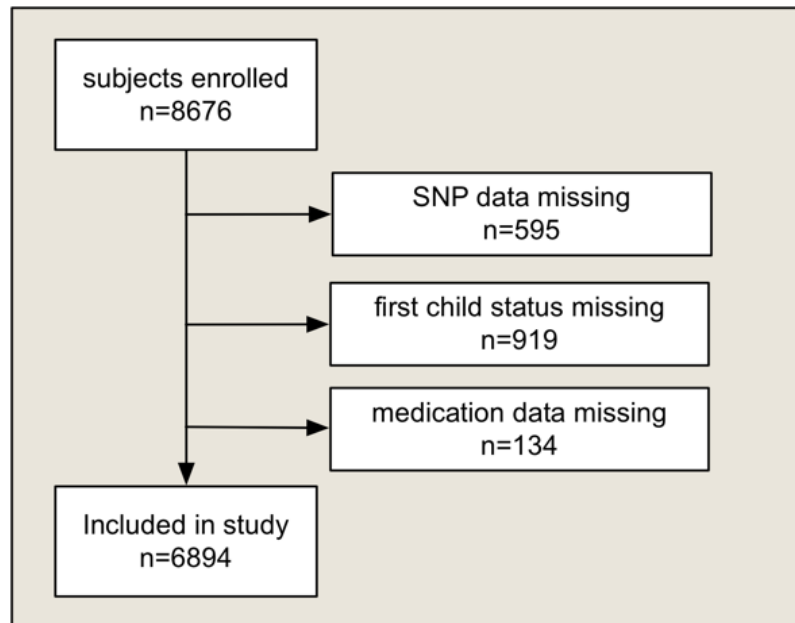 subjects enrolled
n=8676
SNP data missing
n=595
first child status missing
n=919
medication data missing
n=134
Included in study
n=6894